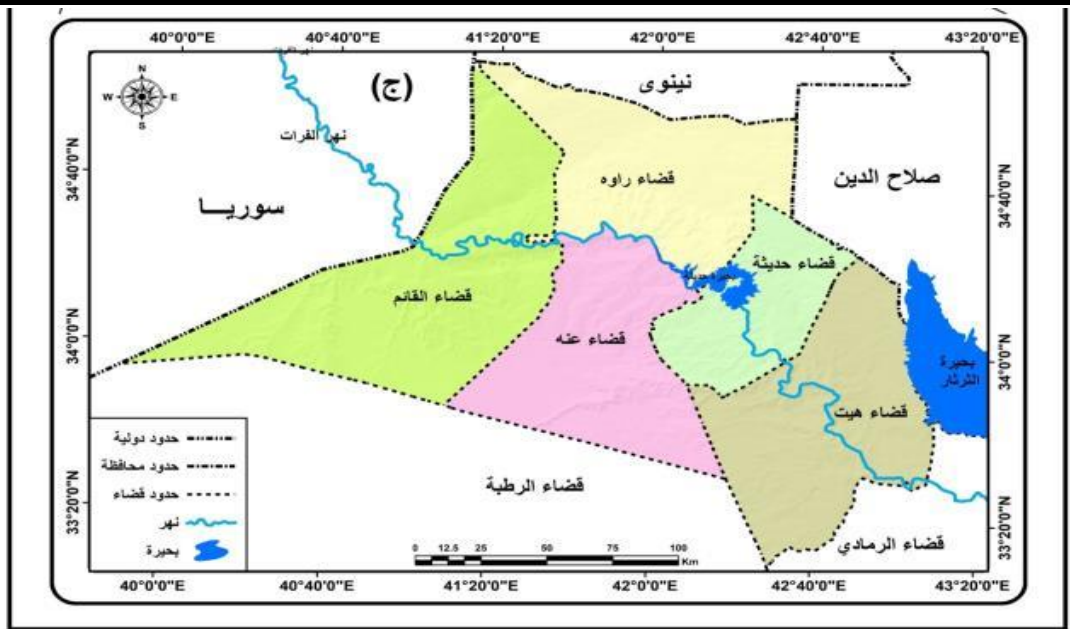 40°0'0"E 40°40'0"E 41°20'0"E 42°0'0"E 42°40'0"E 43°20'0"E
N
W E
S
(ج)
نينوى
نهر الفرات
صلاح الدين
قضاء راوه
سوريـــا
34°40'0"N
34°40'0"N
قضاء حديثة
قضاء القائم
قضاء عنه
بحيرة
الثرثار
34°0'0"N
34°0'0"N
قضاء هيت
حدود دولية
حدود محافظة
حدود قضاء
نهر
بحيرة
قضاء الرطبة
قضاء الرمادي
33°20'0"N
33°20'0"N
0 12.5 25 50 75 100
Km
40°0'0"E 40°40'0"E 41°20'0"E 42°0'0"E 42°40'0"E 43°20'0"E